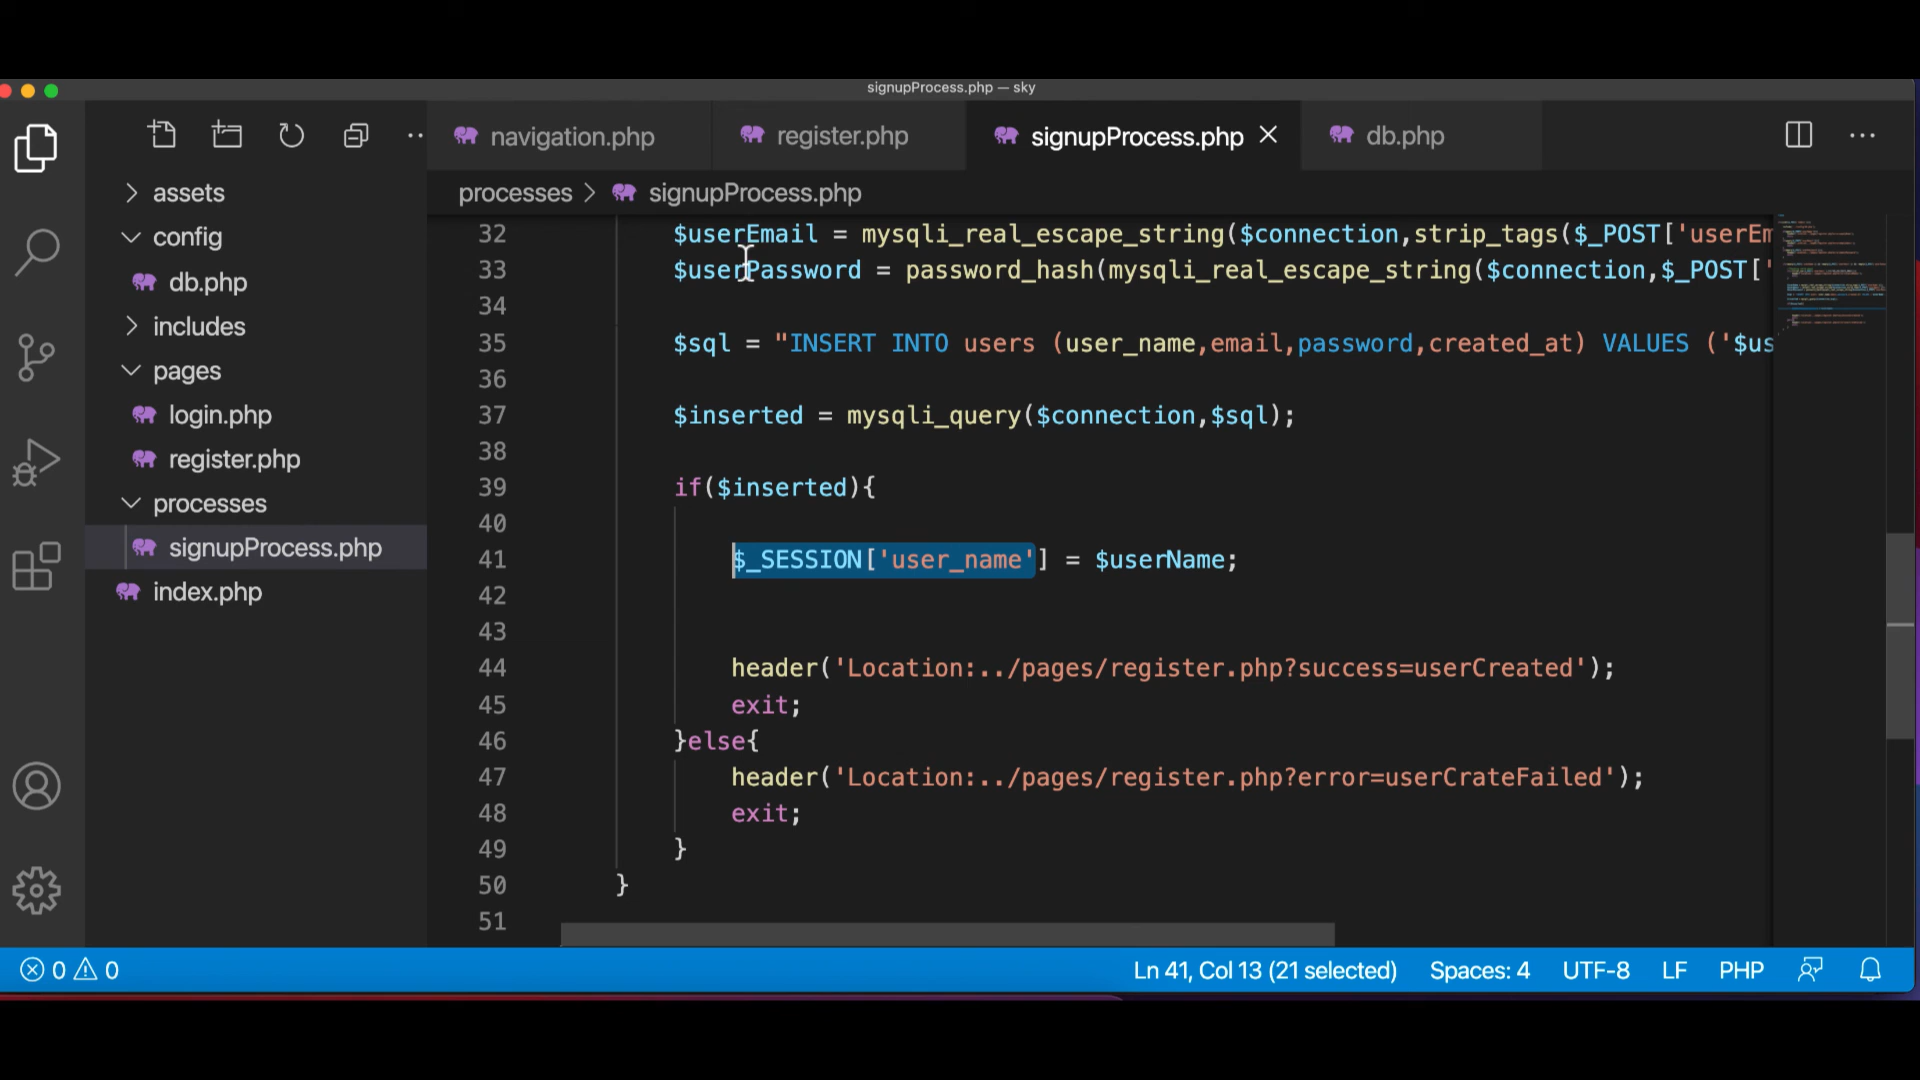 signupProcess.php — sky
navigation.php
register.php
signupProcess.php
db.php
processes > signupProcess.php
assets
config
db.php
includes
pages
login.php
register.php
processes
signupProcess.php
index.php
32 $userEmail = mysqli_real_escape_string($connection,strip_tags($_POST['userEm
33 $userPassword = password_hash(mysqli_real_escape_string($connection,$_POST['
34
35 $sql = "INSERT INTO users (user_name,email,password,created_at) VALUES ('$us
36
37 $inserted = mysqli_query($connection,$sql);
38
39 if($inserted){
40
41 $_SESSION['user_name'] = $userName;
42
43
44 header('Location:../pages/register.php?success=userCreated');
45 exit;
46 }else{
47 header('Location:../pages/register.php?error=userCrateFailed');
48 exit;
49 }
50 }
51
0 0 Ln 41, Col 13 (21 selected) Spaces: 4 UTF-8 LF PHP